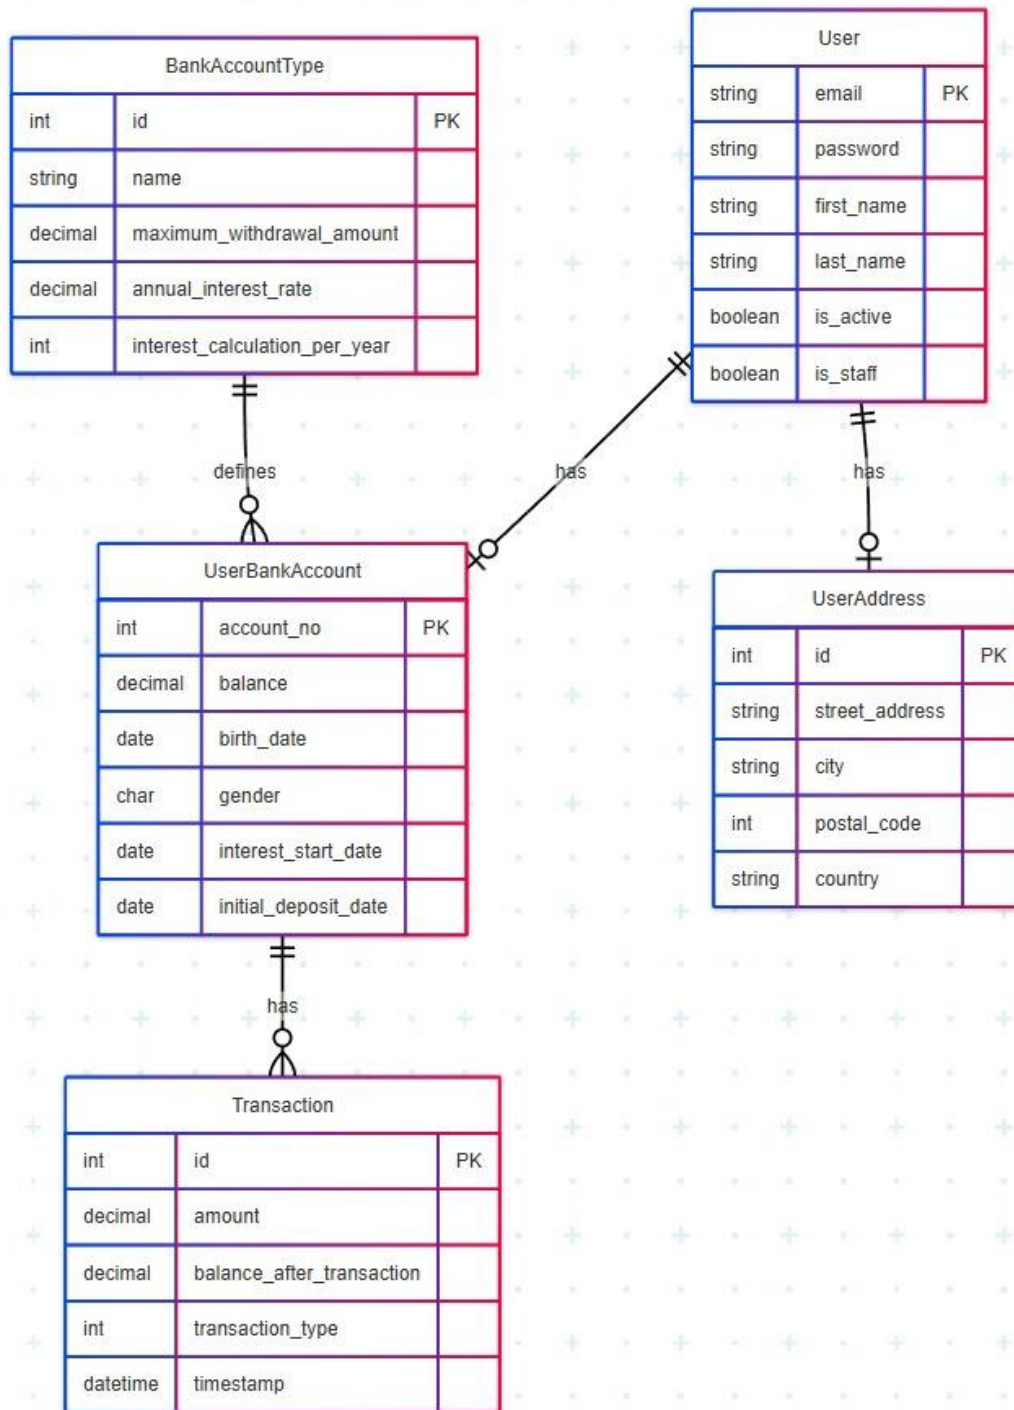 BankAccountType
int id PK
string name
decimal maximum_withdrawal_amount
decimal annual_interest_rate
int interest_calculation_per_year
User
string email PK
string password
string first_name
string last_name
boolean is_active
boolean is_staff
defines
has
has
UserBankAccount
int account_no PK
decimal balance
date birth_date
char gender
date interest_start_date
date initial_deposit_date
UserAddress
int id PK
string street_address
string city
int postal_code
string country
has
Transaction
int id PK
decimal amount
decimal balance_after_transaction
int transaction_type
datetime timestamp